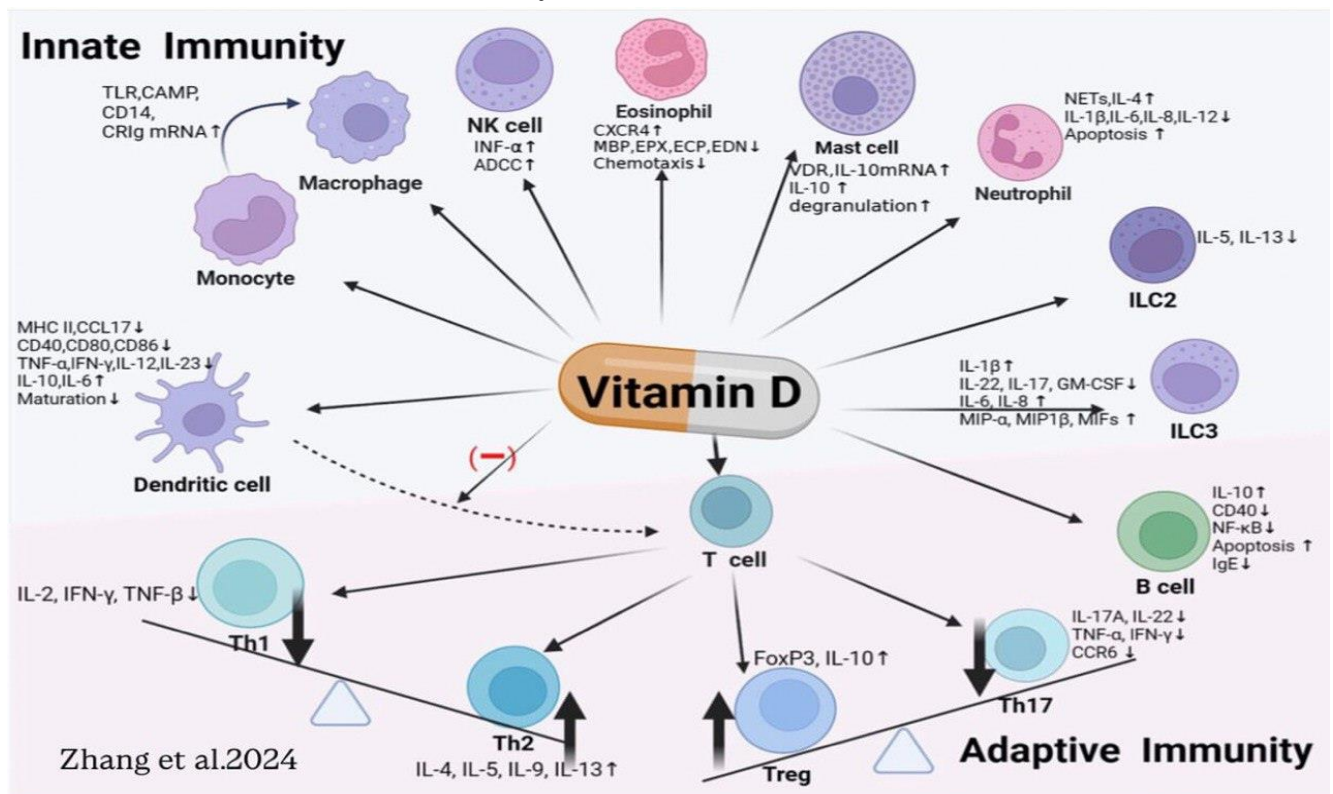 Innate Immunity
TLR,CAMP,
CD14,
CRIg mRNA↑
Macrophage
Monocyte
NK cell
INF-α↑
ADCC↑
Eosinophil
CXCR4↑
MBP,EPX,ECP,EDN↓
Chemotaxis↓
Mast cell
VDR,IL-10mRNA↑
IL-10 ↑
degranulation↑
NETs,IL-4↑
IL-1β,IL-6,IL-8,IL-12↓
Apoptosis ↑
Neutrophil
IL-5, IL-13↓
ILC2
MHC II,CCL17↓
CD40,CD80,CD86↓
TNF-α,IFN-γ,IL-12,IL-23↓
IL-10,IL-6↑
Maturation↓
Dendritic cell
Vitamin D
(−)
IL-1β↑
IL-22, IL-17, GM-CSF↓
IL-6, IL-8 ↑
MIP-α, MIP1β, MIFs ↑
ILC3
T cell
IL-10↑
CD40↓
NF-κB↓
Apoptosis ↑
IgE↓
B cell
IL-2, IFN-γ, TNF-β↓
Th1
Th2
IL-4, IL-5, IL-9, IL-13↑
FoxP3, IL-10↑
Treg
IL-17A, IL-22↓
TNF-α, IFN-γ↓
CCR6 ↓
Th17
Zhang et al.2024
Adaptive Immunity